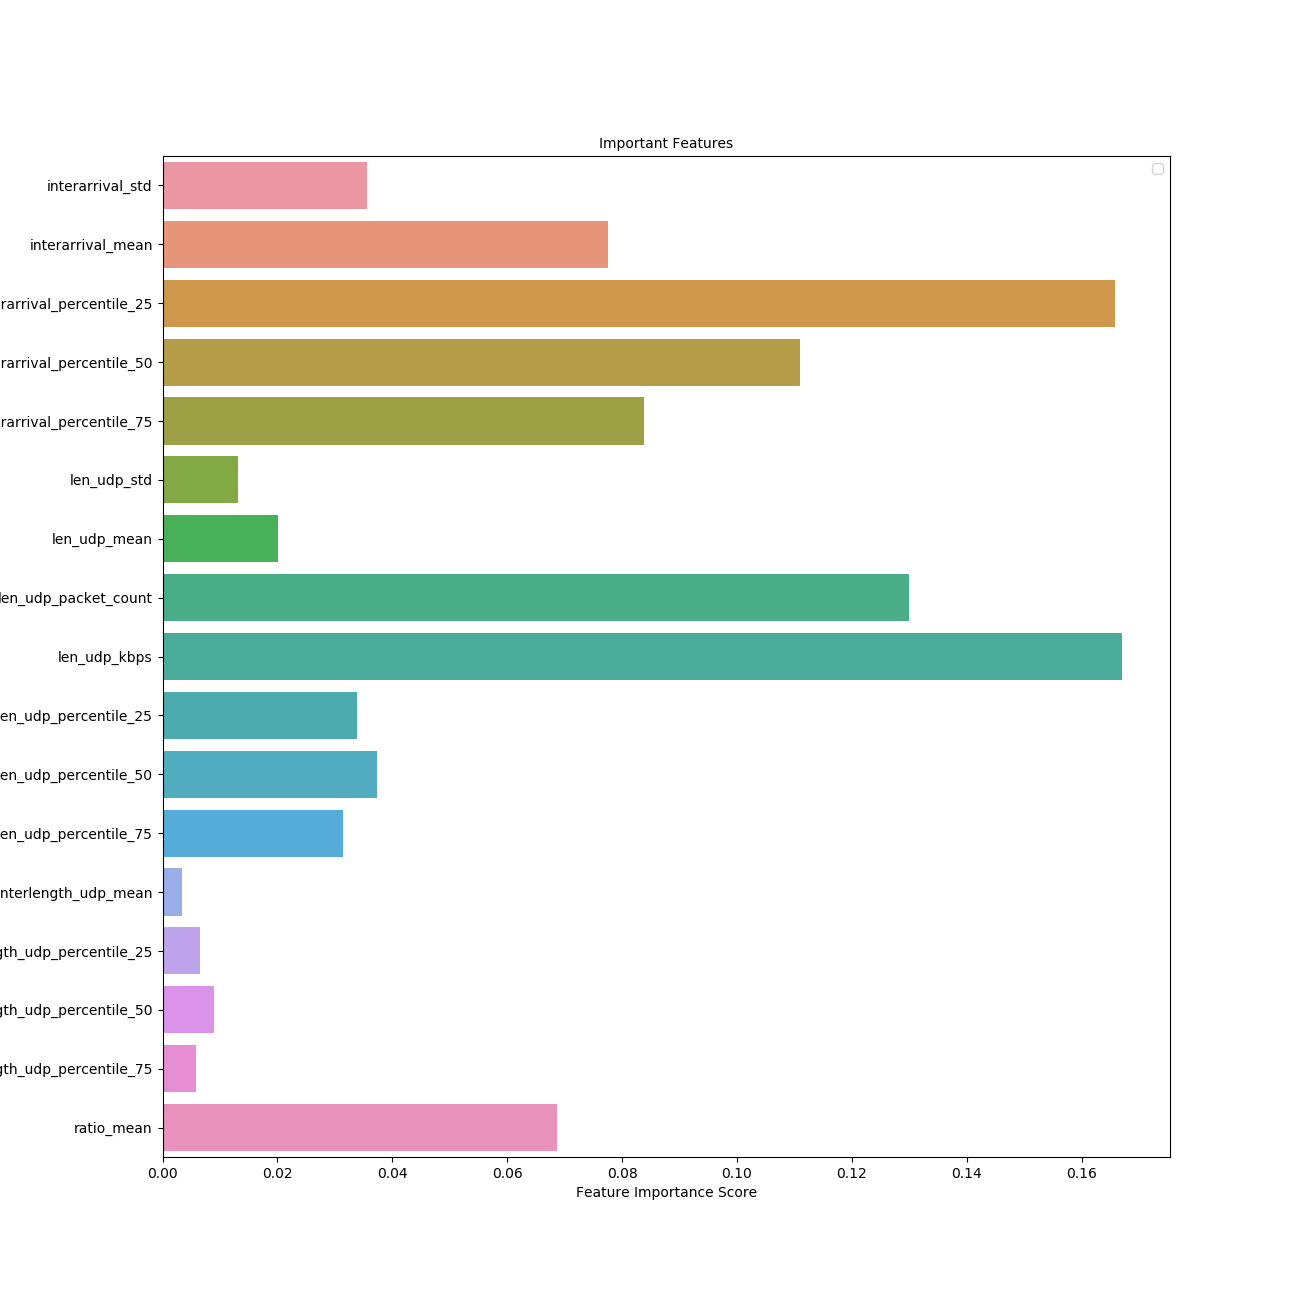 Important Features
interarrival_std
interarrival_mean
rarrival_percentile_25
rarrival_percentile_50
rarrival_percentile_75
len_udp_std
len_udp_mean
len_udp_packet_count
len_udp_kbps
en_udp_percentile_25
en_udp_percentile_50
en_udp_percentile_75
nterlength_udp_mean
gth_udp_percentile_25
gth_udp_percentile_50
gth_udp_percentile_75
ratio_mean
0.00 0.02 0.04 0.06 0.08 0.10 0.12 0.14 0.16
Feature Importance Score